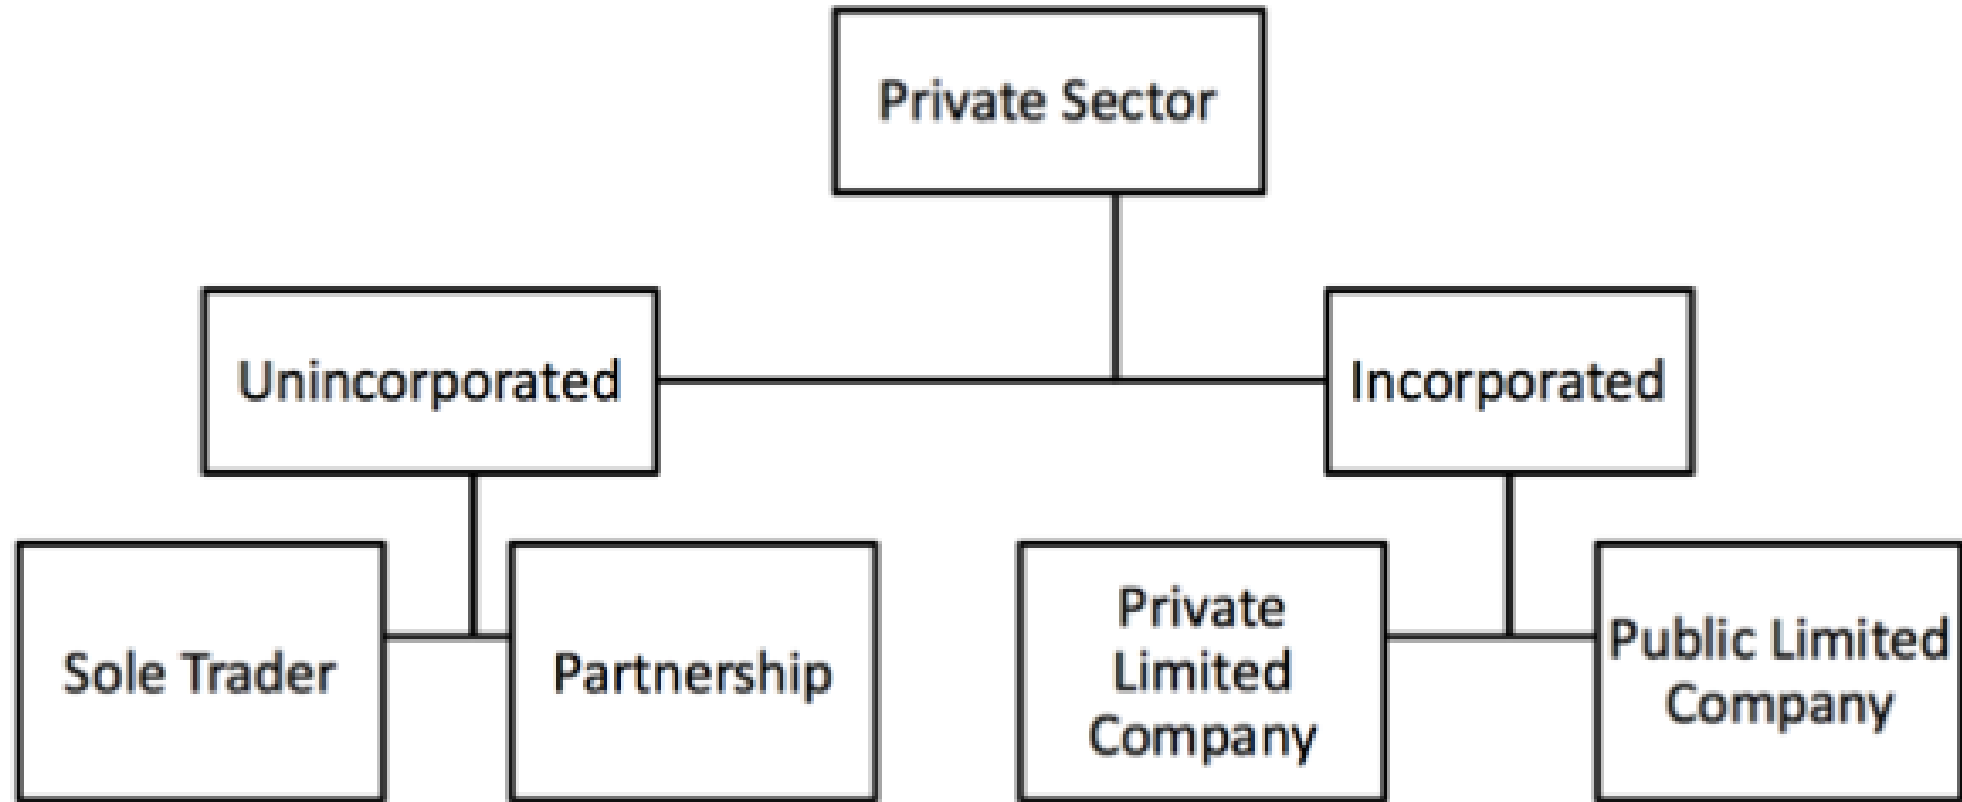 Private Sector
Unincorporated
Incorporated
Sole Trader
Partnership
Private
Limited
Company
Public Limited
Company